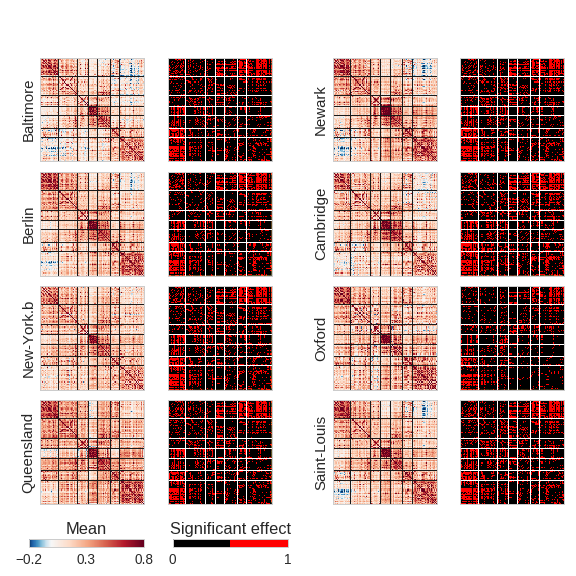 Baltimore
Newark
Berlin
Cambridge
New-York.b
Oxford
Queensland
Saint-Louis
Mean
−0.2 0.3 0.8
Significant effect
0 1